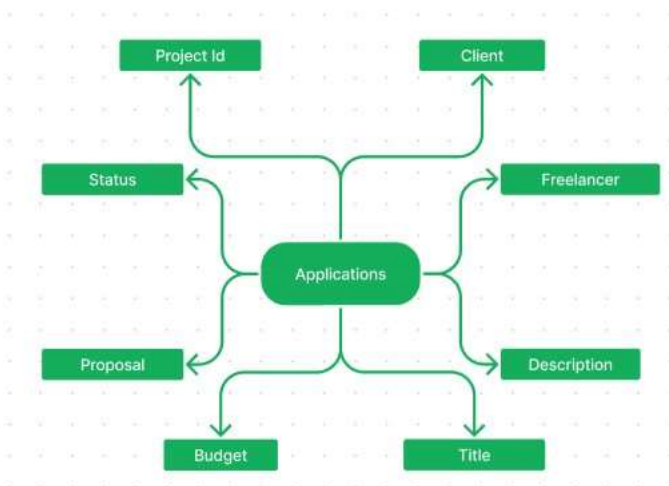 Project Id
Client
Status
Freelancer
Applications
Proposal
Description
Budget
Title